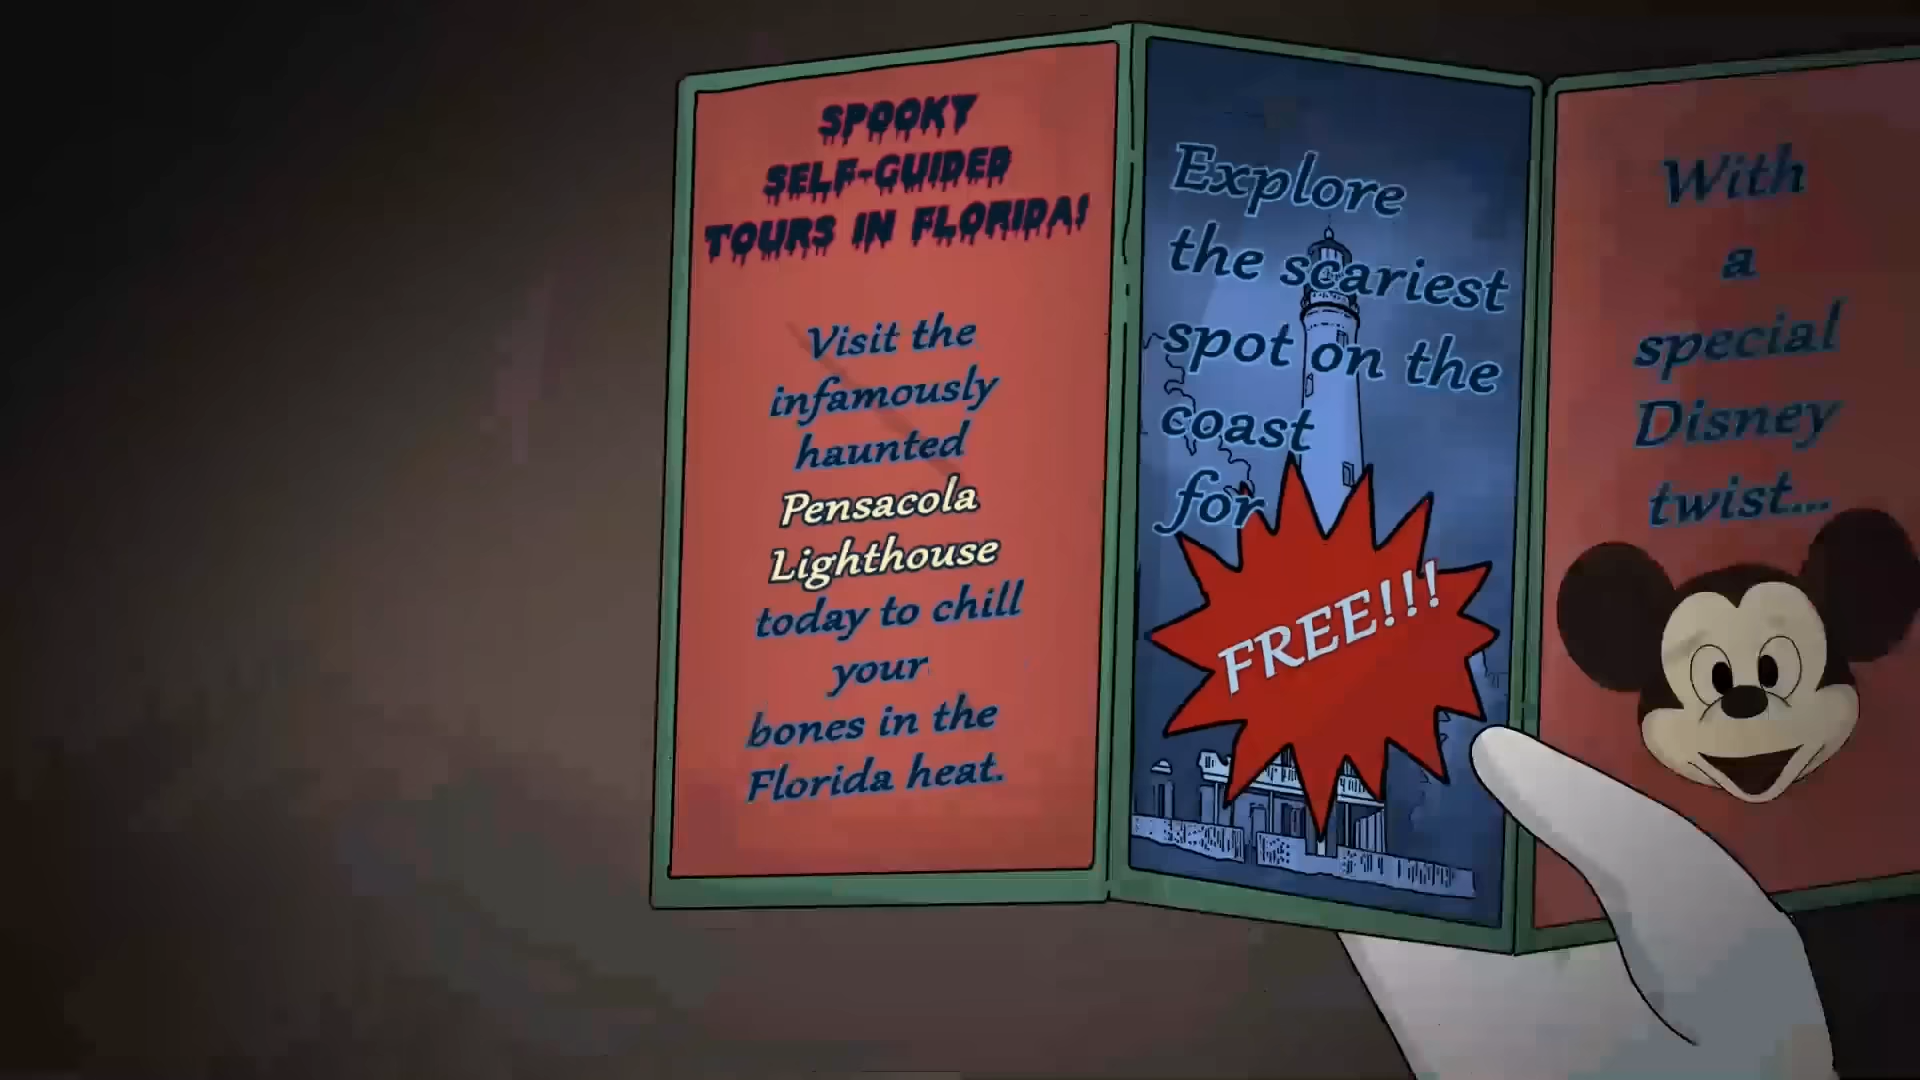 SPOOKY
SELF-GUIDED
TOURS IN FLORIDA!
Visit the
infamously
haunted
Pensacola
Lighthouse
today to chill
your
bones in the
Florida heat.
Explore
the scariest
spot on the
coast
for
FREE!!!
With
a
special
Disney
twist...